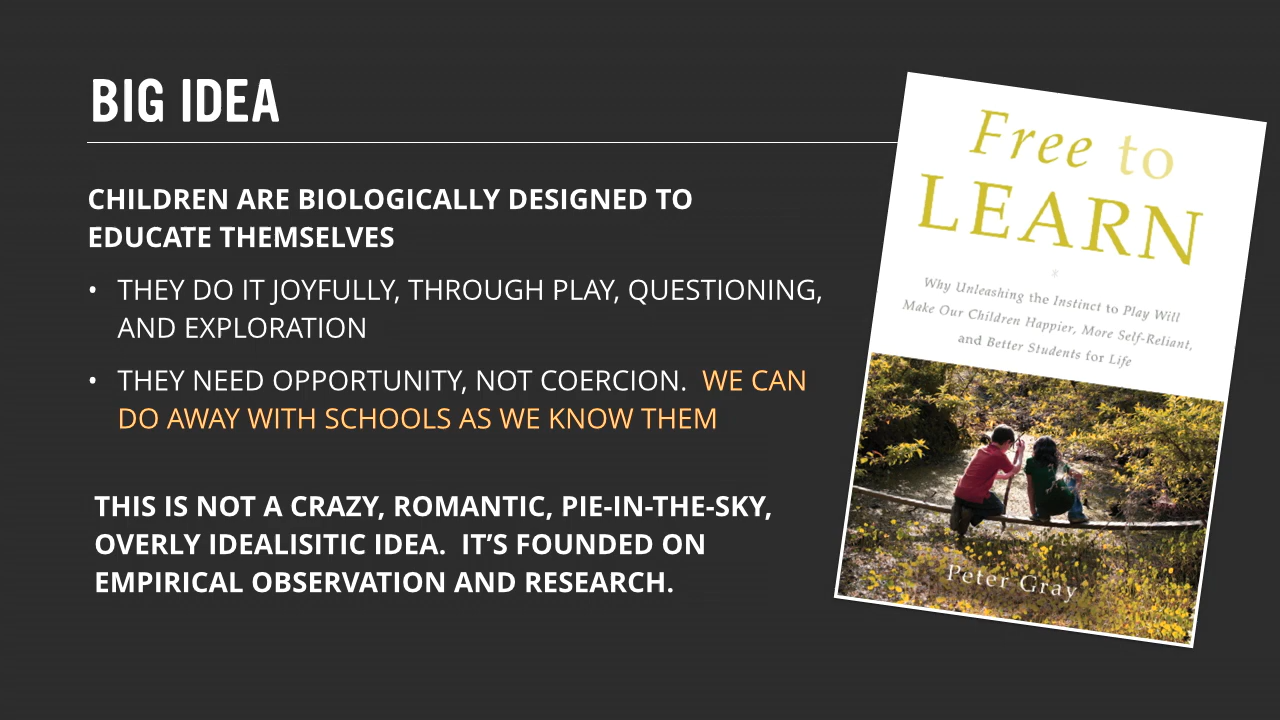 BIG IDEA
CHILDREN ARE BIOLOGICALLY DESIGNED TO
EDUCATE THEMSELVES
• THEY DO IT JOYFULLY, THROUGH PLAY, QUESTIONING,
AND EXPLORATION
• THEY NEED OPPORTUNITY, NOT COERCION.  WE CAN
DO AWAY WITH SCHOOLS AS WE KNOW THEM
THIS IS NOT A CRAZY, ROMANTIC, PIE-IN-THE-SKY,
OVERLY IDEALISITIC IDEA.  IT’S FOUNDED ON
EMPIRICAL OBSERVATION AND RESEARCH.
Free to
LEARN
Why Unleashing the Instinct to Play Will
Make Our Children Happier, More Self-Reliant,
and Better Students for Life
Peter Gray